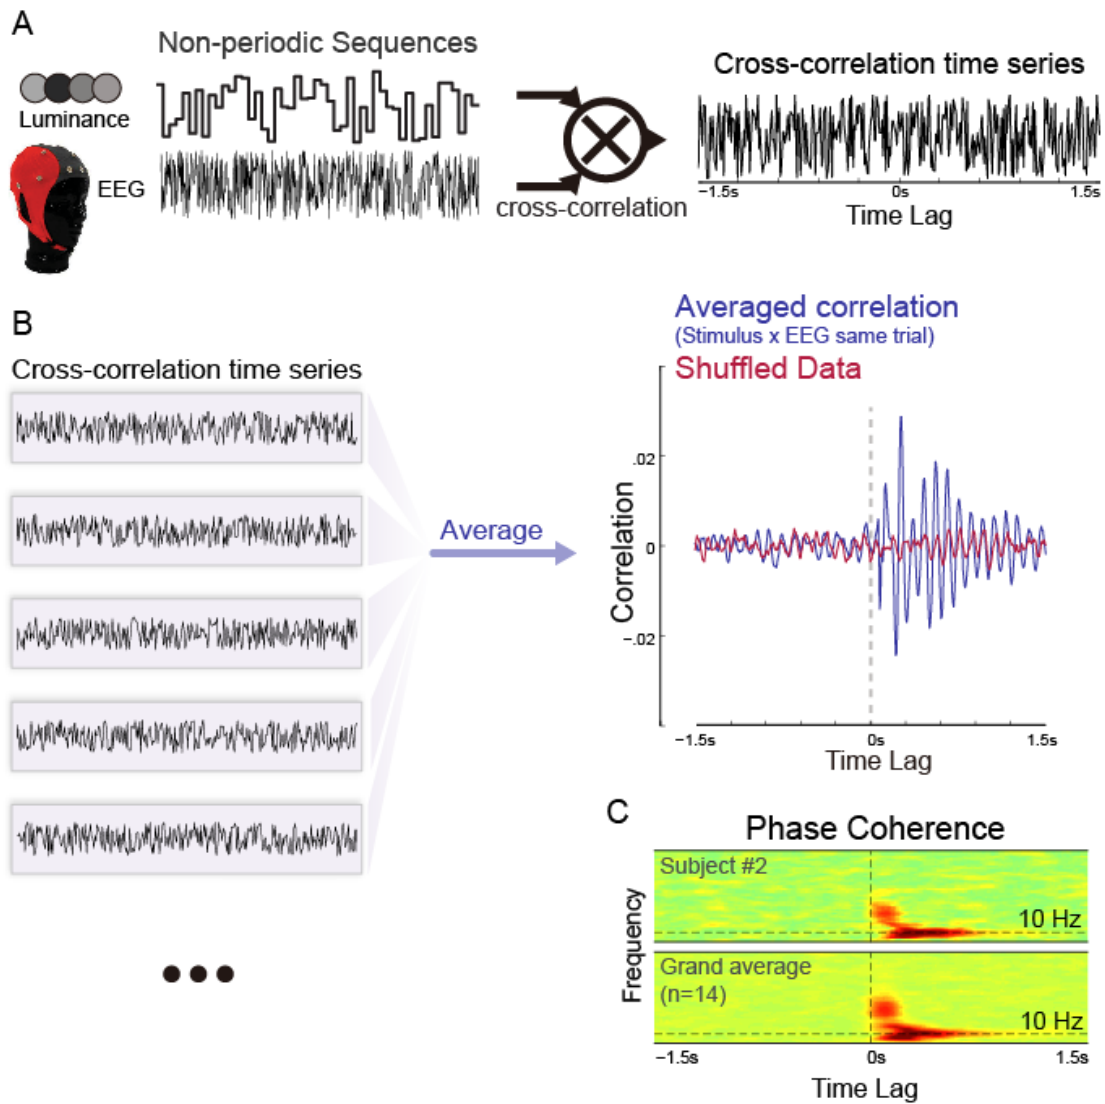 A
Non-periodic Sequences
Luminance
EEG
cross-correlation
Cross-correlation time series
−1.5s 0s 1.5s
Time Lag
B
Cross-correlation time series
Average
Averaged correlation
(Stimulus x EEG same trial)
Shuffled Data
Correlation
.02
0
−.02
−1.5s 0s 1.5s
Time Lag
C
Phase Coherence
Frequency
Subject #2
10 Hz
Grand average
(n=14)
10 Hz
−1.5s 0s 1.5s
Time Lag